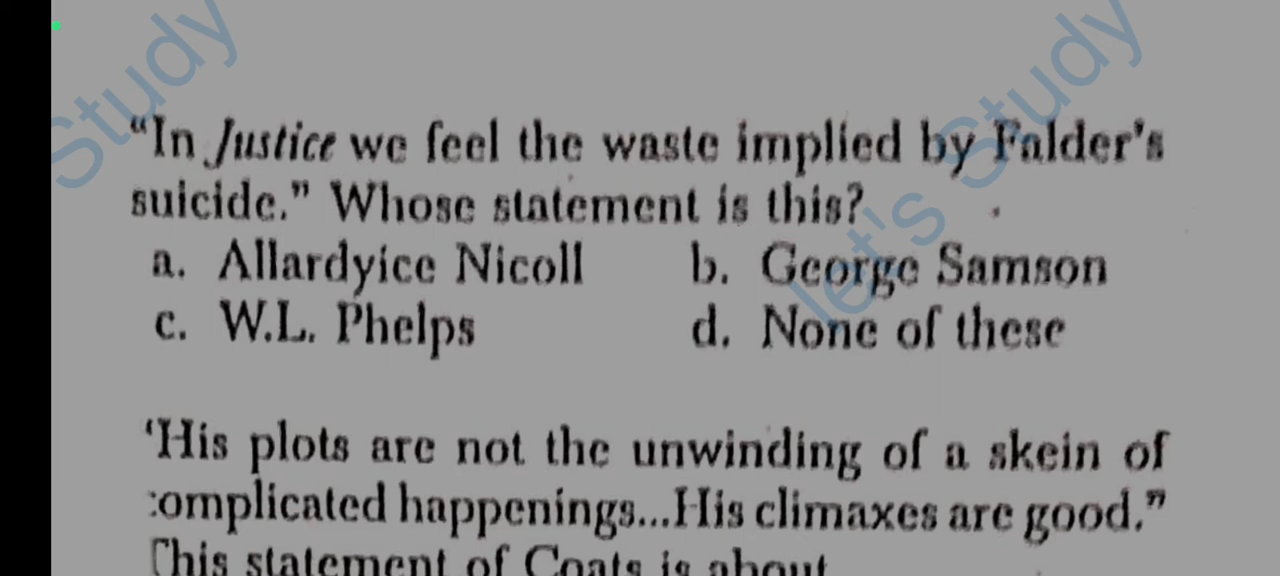 Study
Study
let's
"In Justice we feel the waste implied by Falder's
suicide." Whose statement is this?
a. Allardyice Nicoll b. George Samson
c. W.L. Phelps d. None of these
'His plots are not the unwinding of a skein of
complicated happenings...His climaxes are good."
This statement of Coats is about